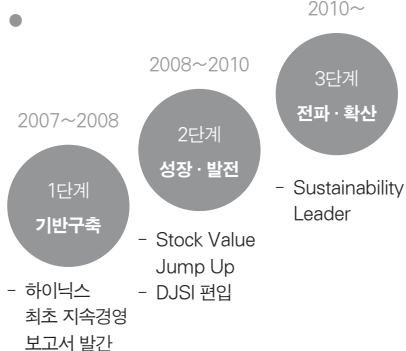 2007~2008
1단계
기반구축
- 하이닉스
최초 지속경영
보고서 발간
2008~2010
2단계
성장 · 발전
- Stock Value
Jump Up
- DJSI 편입
2010~
3단계
전파 · 확산
- Sustainability
Leader